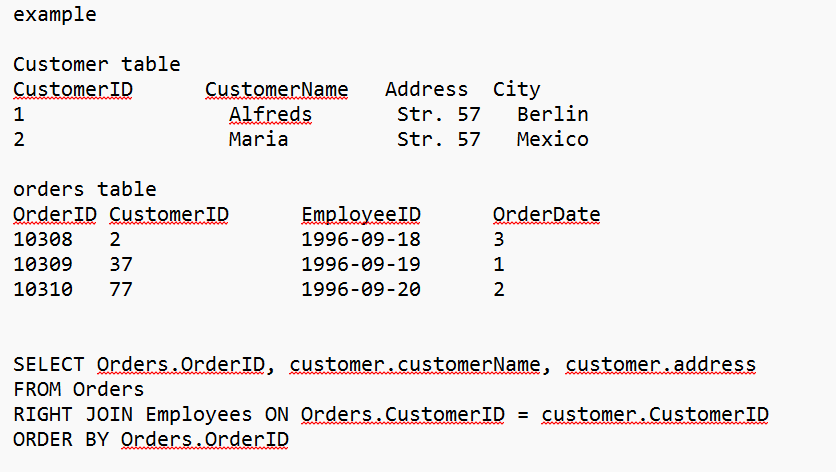 example
Customer table
CustomerID CustomerName Address City
1 Alfreds Str. 57 Berlin
2 Maria Str. 57 Mexico
orders table
OrderID CustomerID EmployeeID OrderDate
10308 2 1996-09-18 3
10309 37 1996-09-19 1
10310 77 1996-09-20 2
SELECT Orders.OrderID, customer.customerName, customer.address
FROM Orders
RIGHT JOIN Employees ON Orders.CustomerID = customer.CustomerID
ORDER BY Orders.OrderID